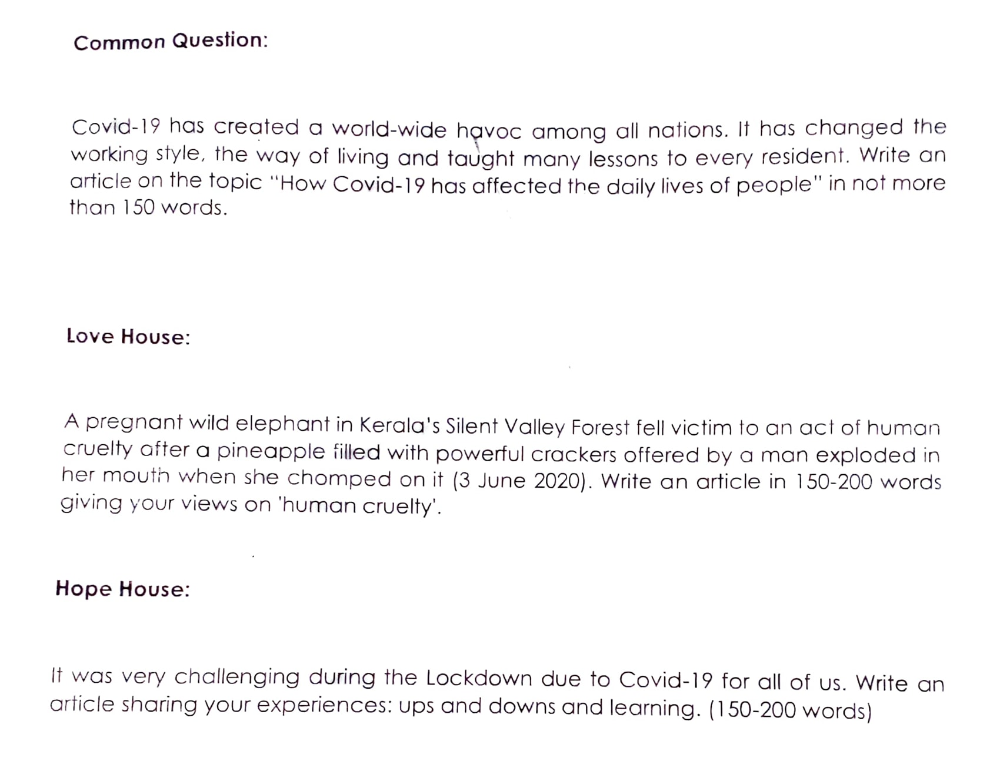 Common Question:
Covid-19 has created a world-wide havoc among all nations. It has changed the
working style, the way of living and taught many lessons to every resident. Write an
article on the topic "How Covid-19 has affected the daily lives of people" in not more
than 150 words.
Love House:
A pregnant wild elephant in Kerala's Silent Valley Forest fell victim to an act of human
cruelty after a pineapple filled with powerful crackers offered by a man exploded in
her mouth when she chomped on it (3 June 2020). Write an article in 150-200 words
giving your views on 'human cruelty'.
Hope House:
It was very challenging during the Lockdown due to Covid-19 for all of us. Write an
article sharing your experiences: ups and downs and learning. (150-200 words)